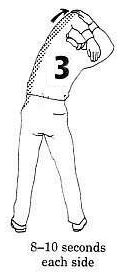 3
8–10 seconds
each side